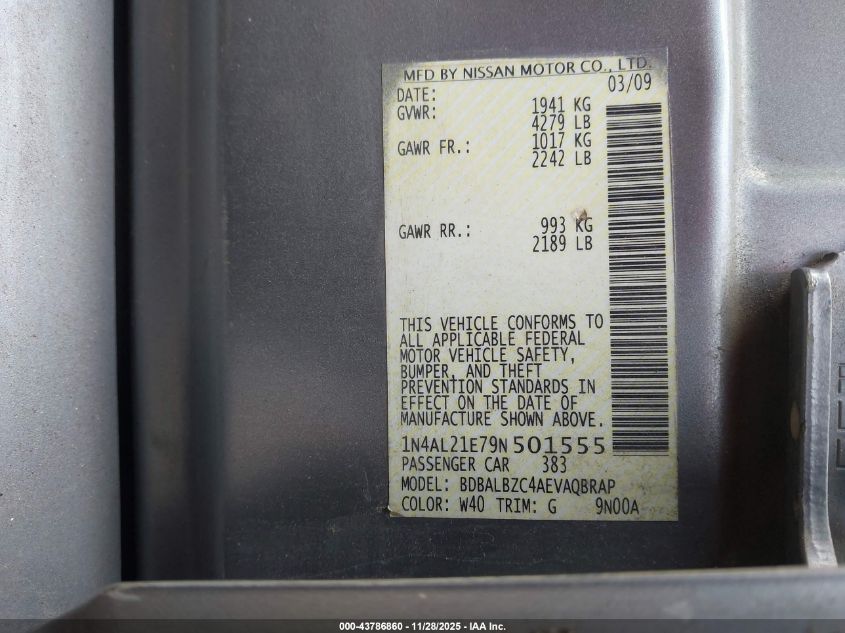 MFD BY NISSAN MOTOR CO., LTD.
DATE: 03/09
GVWR: 1941 KG
4279 LB
GAWR FR.: 1017 KG
2242 LB
GAWR RR.: 993 KG
2189 LB
THIS VEHICLE CONFORMS TO
ALL APPLICABLE FEDERAL
MOTOR VEHICLE SAFETY,
BUMPER, AND THEFT
PREVENTION STANDARDS IN
EFFECT ON THE DATE OF
MANUFACTURE SHOWN ABOVE.
1N4AL21E79N501555
PASSENGER CAR 383
MODEL: BDBALBZC4AEVAQBRAP
COLOR: W40 TRIM: G 9N00A
000-43786860 - 11/28/2025 - IAA Inc.